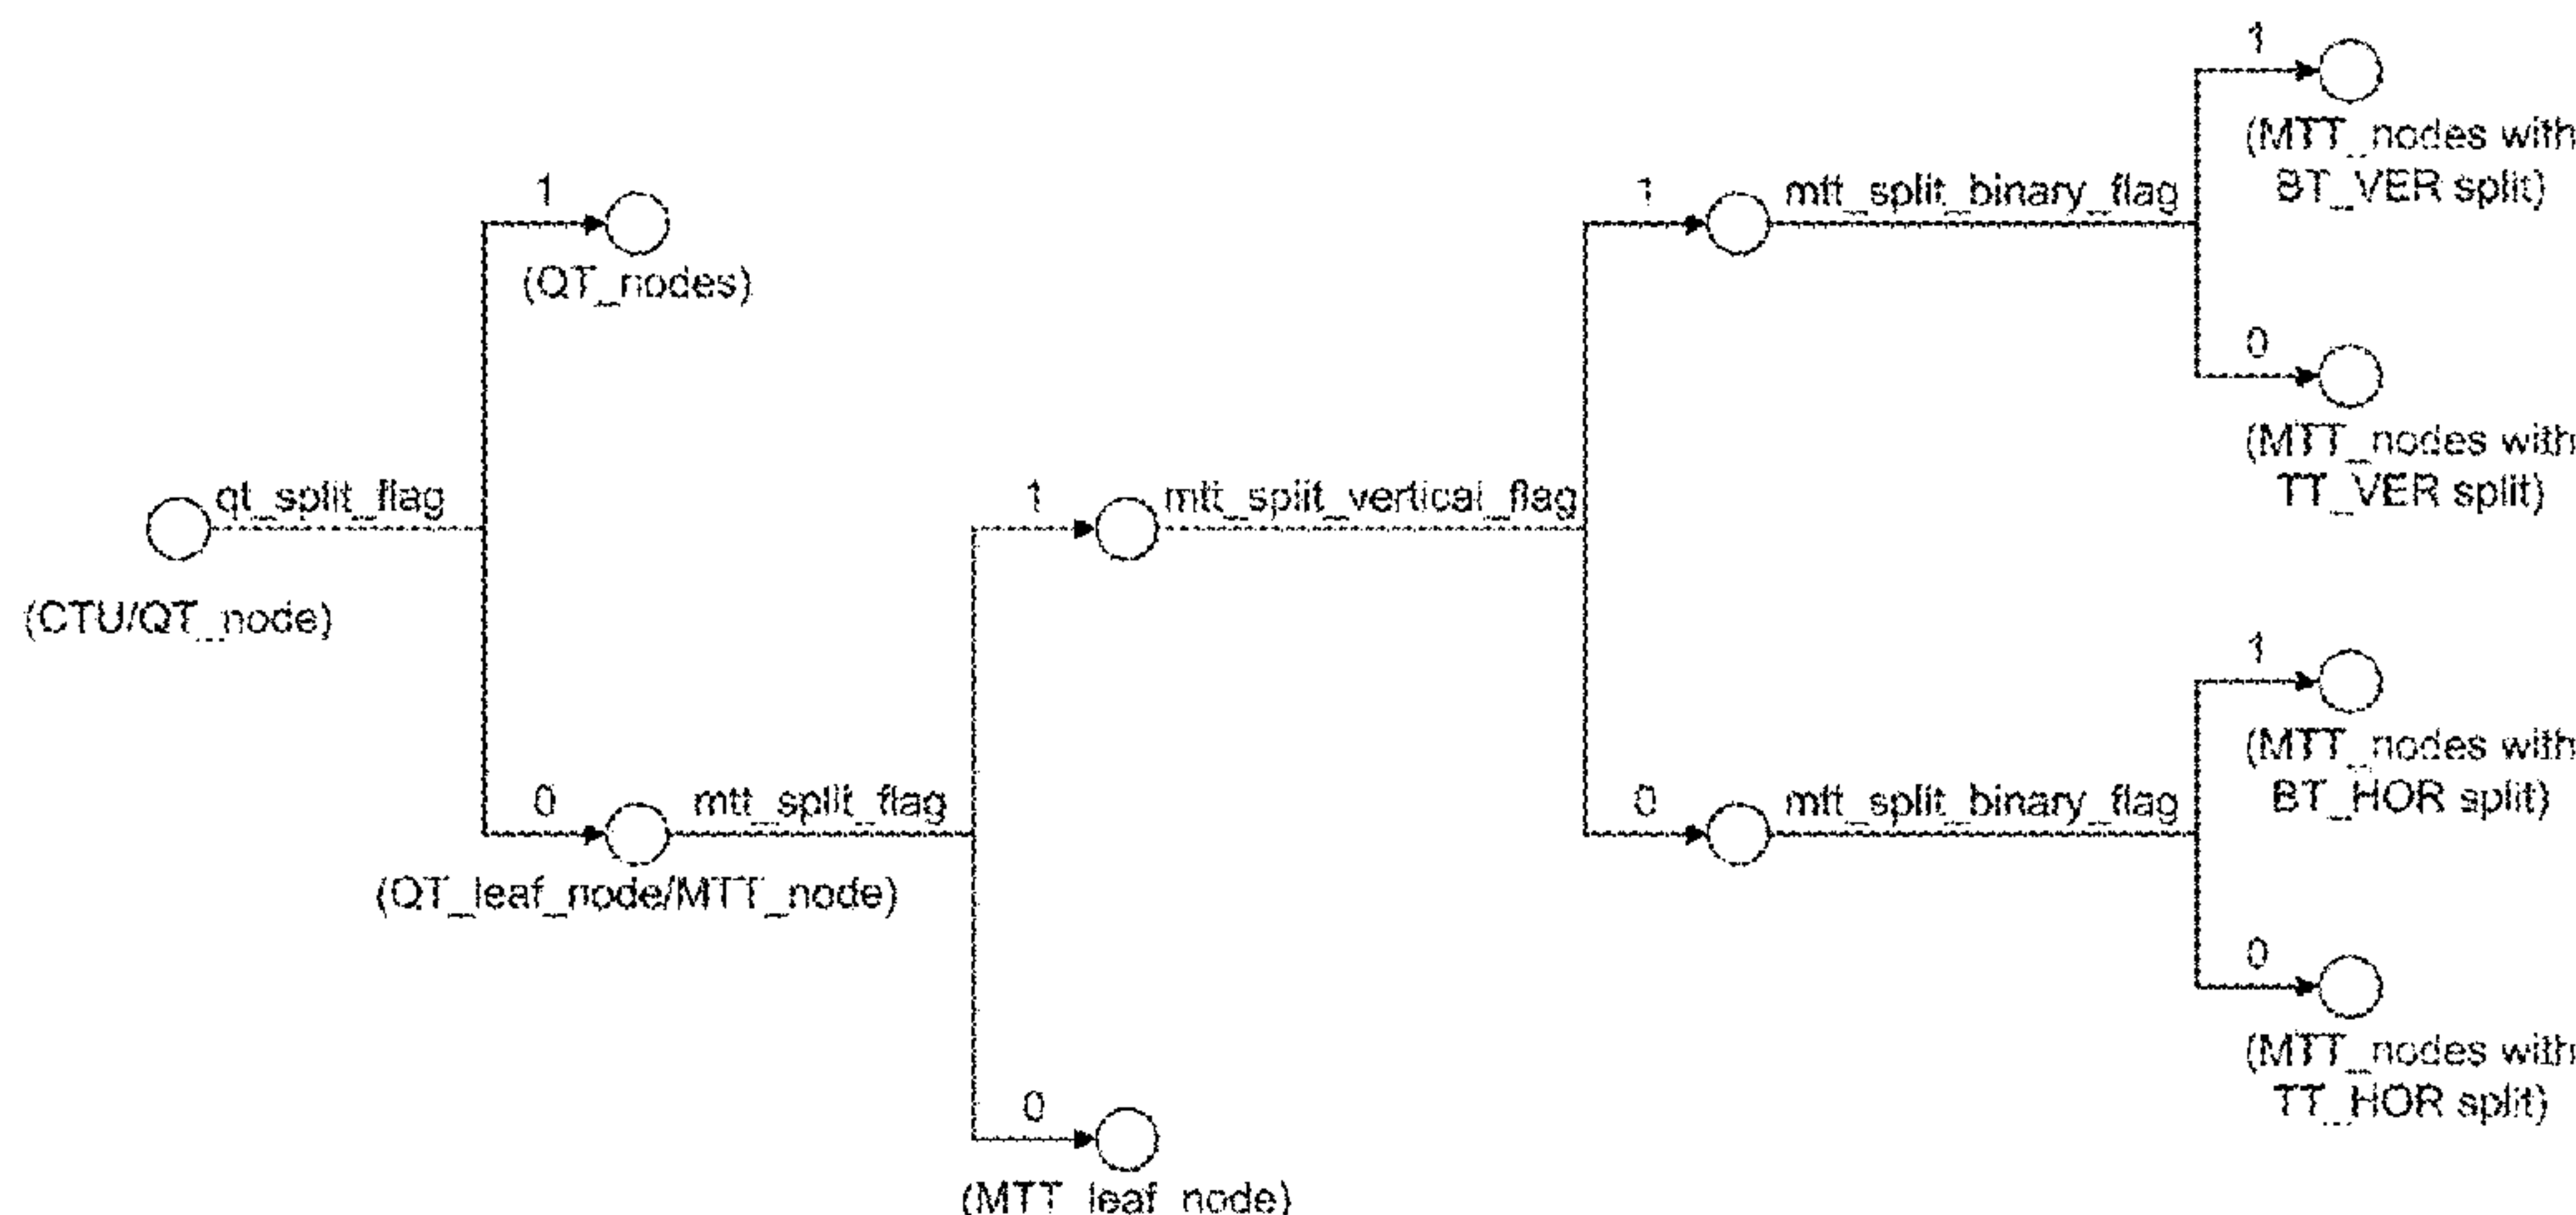 1
(MTT_nodes with
BT_VER split)
1
(QT_nodes)
1
mtt_split_binary_flag
0
(MTT_nodes with
TT_VER split)
qt_split_flag
(CTU/QT_node)
1
mtt_split_vertical_flag
1
(MTT_nodes with
BT_HOR split)
0
mtt_split_flag
(QT_leaf_node/MTT_node)
0
mtt_split_binary_flag
0
(MTT_nodes with
TT_HOR split)
0
(MTT_leaf_node)